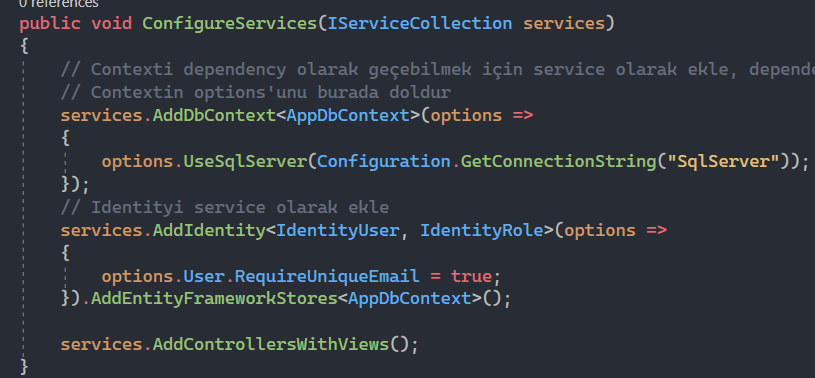 0 references
public void ConfigureServices(IServiceCollection services)
{
// Contexti dependency olarak geçebilmek için service olarak ekle,
// Contextin options'unu burada doldur
services.AddDbContext<AppDbContext>(options =>
{
options.UseSqlServer(Configuration.GetConnectionString("SqlServer"));
});
// Identityi service olarak ekle
services.AddIdentity<IdentityUser, IdentityRole>(options =>
{
options.User.RequireUniqueEmail = true;
}).AddEntityFrameworkStores<AppDbContext>();
services.AddControllersWithViews();
}